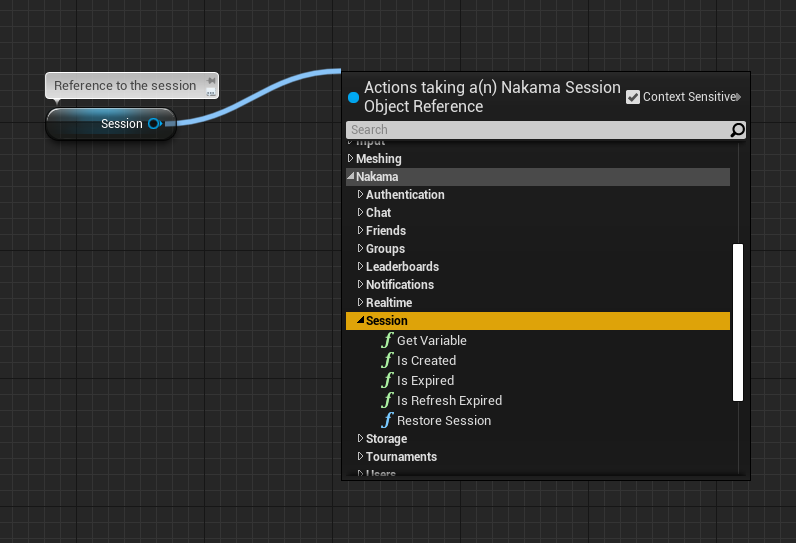 Reference to the session
Session
Actions taking a(n) Nakama Session
Object Reference
Context Sensitive
Search
Input
Meshing
Nakama
Authentication
Chat
Friends
Groups
Leaderboards
Notifications
Realtime
Session
Get Variable
Is Created
Is Expired
Is Refresh Expired
Restore Session
Storage
Tournaments
Users